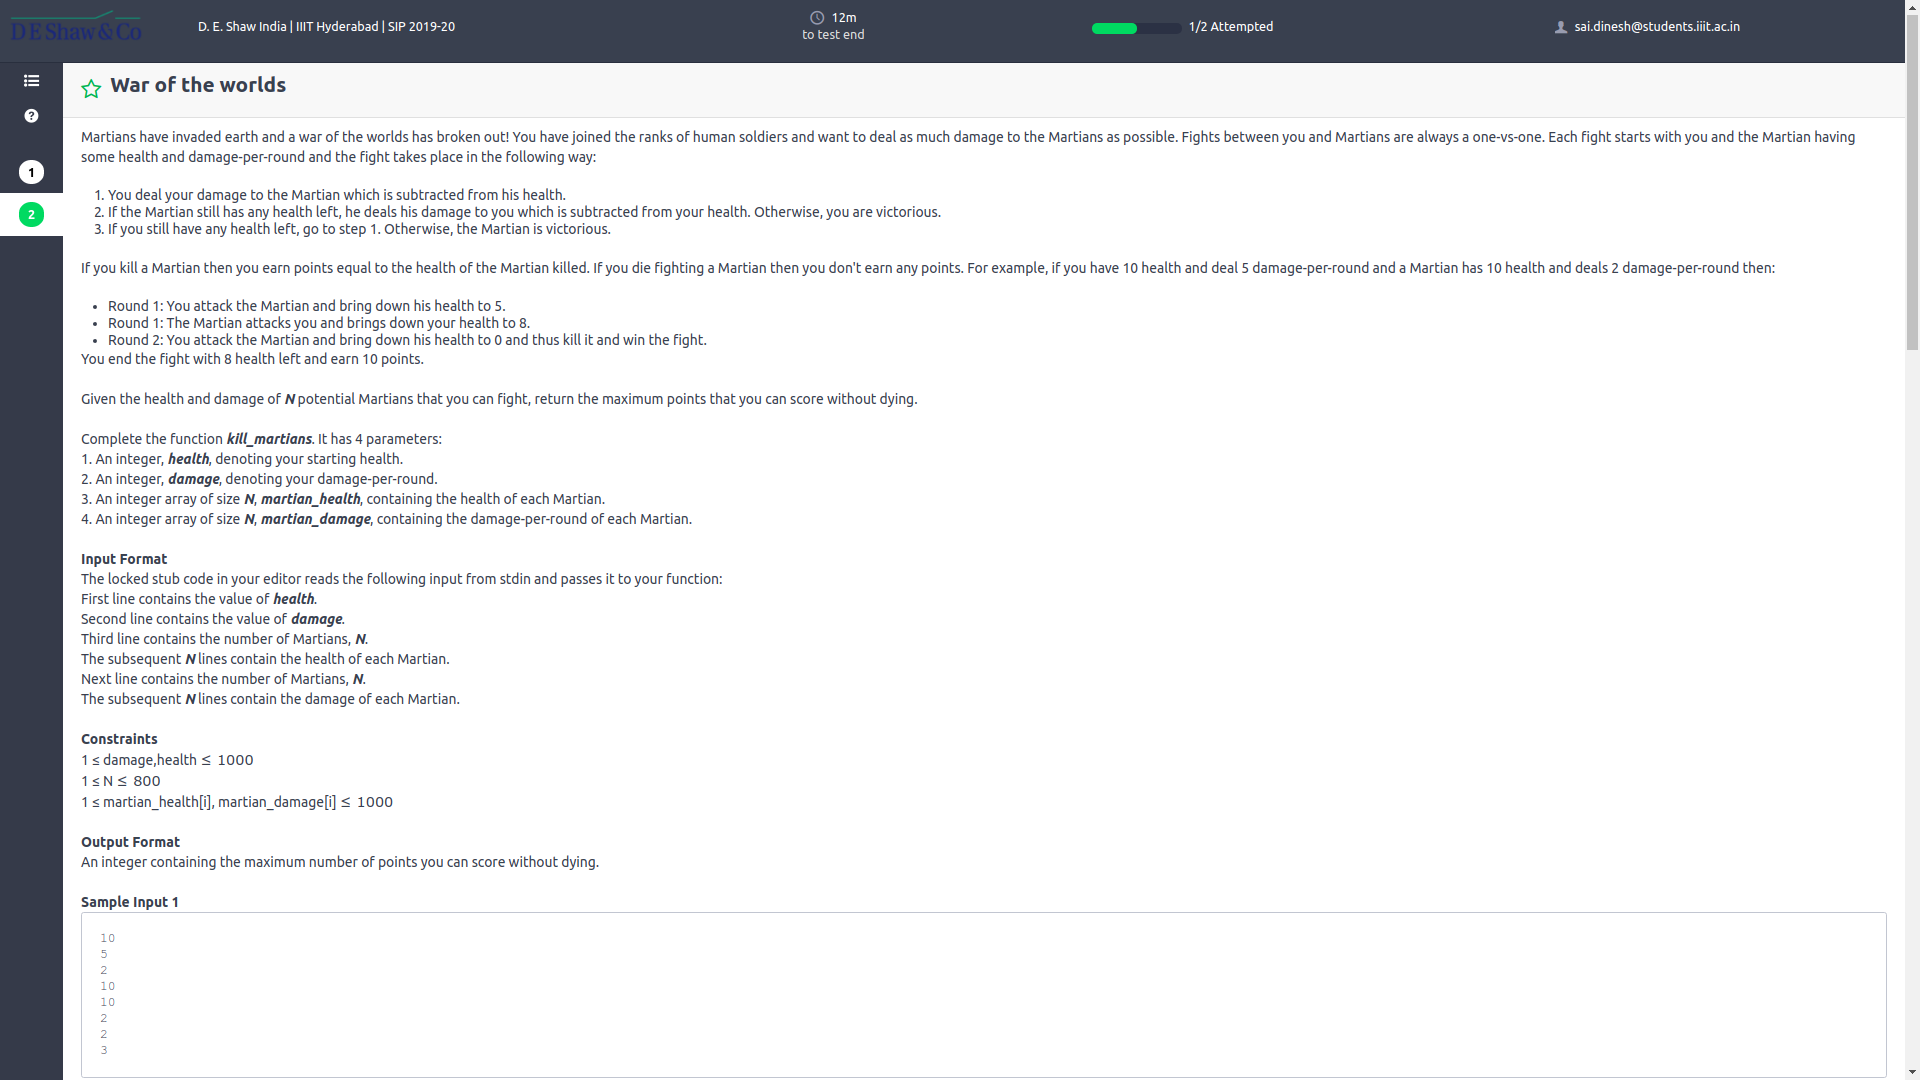 D E Shaw & Co
D. E. Shaw India | IIIT Hyderabad | SIP 2019-20
12m
to test end
1/2 Attempted
sai.dinesh@students.iiit.ac.in
War of the worlds
1
2
Martians have invaded earth and a war of the worlds has broken out! You have joined the ranks of human soldiers and want to deal as much damage to the Martians as possible. Fights between you and Martians are always a one-vs-one. Each fight starts with you and the Martian having
some health and damage-per-round and the fight takes place in the following way:
1. You deal your damage to the Martian which is subtracted from his health.
2. If the Martian still has any health left, he deals his damage to you which is subtracted from your health. Otherwise, you are victorious.
3. If you still have any health left, go to step 1. Otherwise, the Martian is victorious.
If you kill a Martian then you earn points equal to the health of the Martian killed. If you die fighting a Martian then you don't earn any points. For example, if you have 10 health and deal 5 damage-per-round and a Martian has 10 health and deals 2 damage-per-round then:
• Round 1: You attack the Martian and bring down his health to 5.
• Round 1: The Martian attacks you and brings down your health to 8.
• Round 2: You attack the Martian and bring down his health to 0 and thus kill it and win the fight.
You end the fight with 8 health left and earn 10 points.
Given the health and damage of N potential Martians that you can fight, return the maximum points that you can score without dying.
Complete the function kill_martians. It has 4 parameters:
1. An integer, health, denoting your starting health.
2. An integer, damage, denoting your damage-per-round.
3. An integer array of size N, martian_health, containing the health of each Martian.
4. An integer array of size N, martian_damage, containing the damage-per-round of each Martian.
Input Format
The locked stub code in your editor reads the following input from stdin and passes it to your function:
First line contains the value of health.
Second line contains the value of damage.
Third line contains the number of Martians, N.
The subsequent N lines contain the health of each Martian.
Next line contains the number of Martians, N.
The subsequent N lines contain the damage of each Martian.
Constraints
1 ≤ damage,health ≤ 1000
1 ≤ N ≤ 800
1 ≤ martian_health[i], martian_damage[i] ≤ 1000
Output Format
An integer containing the maximum number of points you can score without dying.
Sample Input 1
10
5
2
10
10
2
2
3